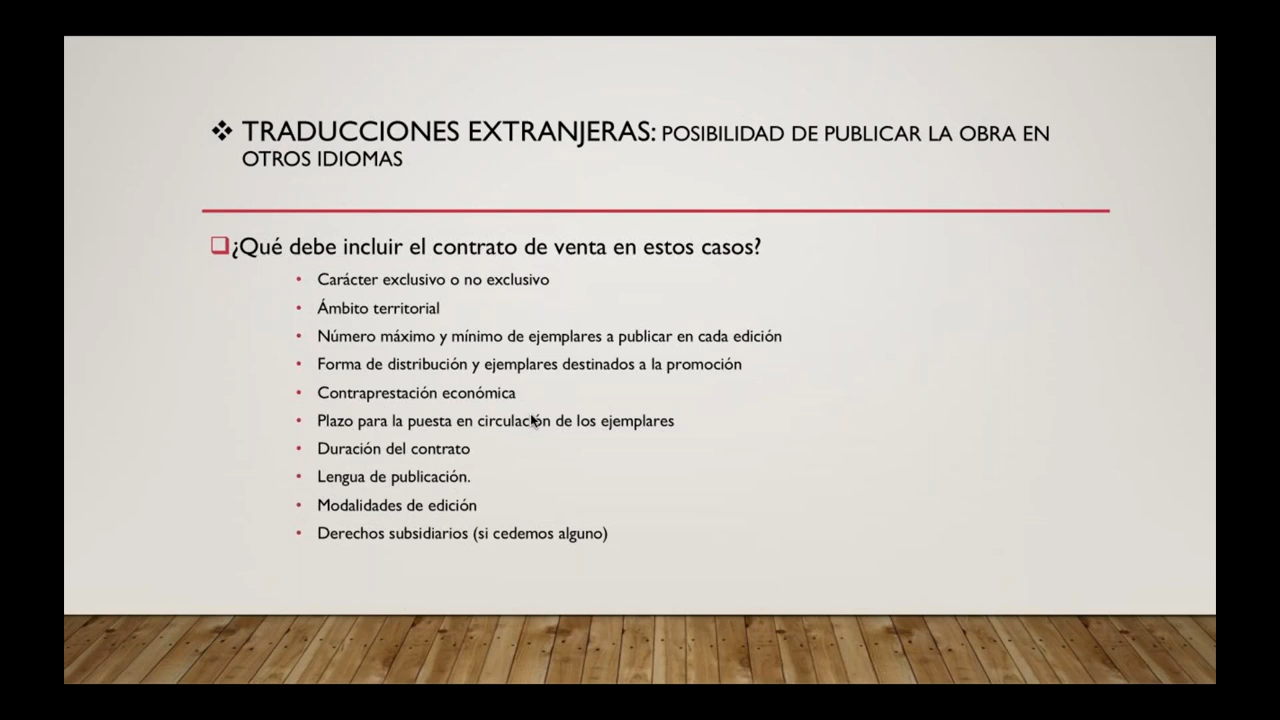 ❖ TRADUCCIONES EXTRANJERAS: POSIBILIDAD DE PUBLICAR LA OBRA EN
OTROS IDIOMAS
❑¿Qué debe incluir el contrato de venta en estos casos?
• Carácter exclusivo o no exclusivo
• Ámbito territorial
• Número máximo y mínimo de ejemplares a publicar en cada edición
• Forma de distribución y ejemplares destinados a la promoción
• Contraprestación económica
• Plazo para la puesta en circulación de los ejemplares
• Duración del contrato
• Lengua de publicación.
• Modalidades de edición
• Derechos subsidiarios (si cedemos alguno)